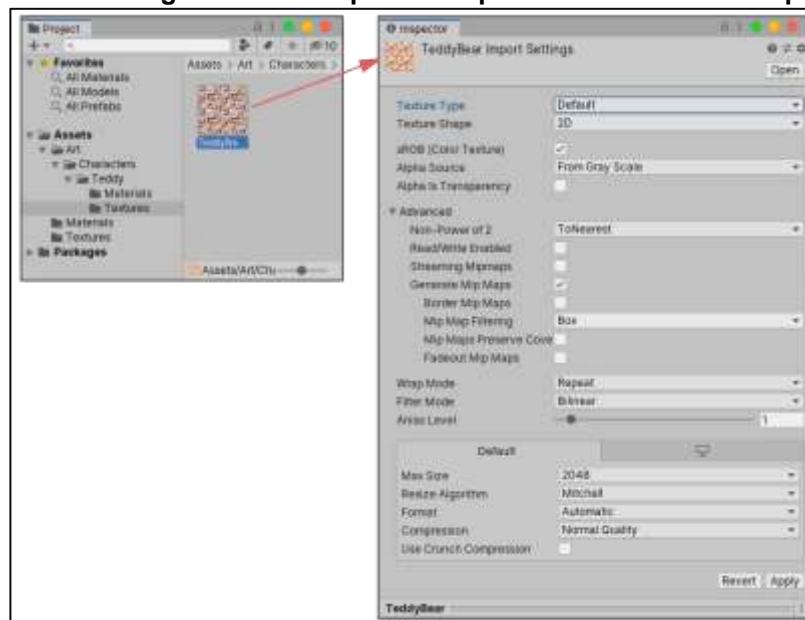 Project
Favorites
All Materials
All Models
All Prefabs
Assets
Art
Characters
Teddy
Materials
Textures
Materials
Textures
Packages
Assets > Art > Characters >
Assets/Art/Ch
Inspector
TeddyBear Import Settings
Open
Texture Type Default
Texture Shape 2D
sRGB (Color Texture)
Alpha Source From Gray Scale
Alpha Is Transparency
Advanced
Non-Power of 2 ToNearest
Read/Write Enabled
Streaming Mipmaps
Generate Mip Maps
Border Mip Maps
Mip Map Filtering Box
Mip Maps Preserve Cove
Fadeout Mip Maps
Wrap Mode Repeat
Filter Mode Bilinear
Aniso Level 1
Default
Max Size 2048
Resize Algorithm Mitchell
Format Automatic
Compression Normal Quality
Use Crunch Compression
Revert Apply
TeddyBear